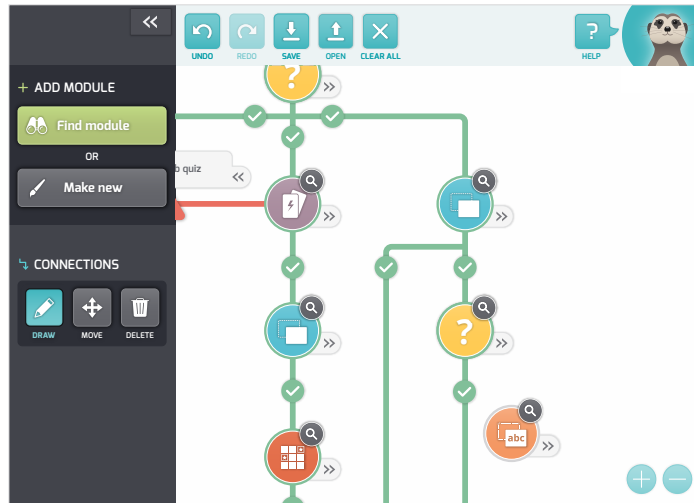 UNDO
REDO
SAVE
OPEN
CLEAR ALL
?
HELP
+ ADD MODULE
Find module
OR
Make new
b quiz
CONNECTIONS
DRAW
MOVE
DELETE
?
?
abc